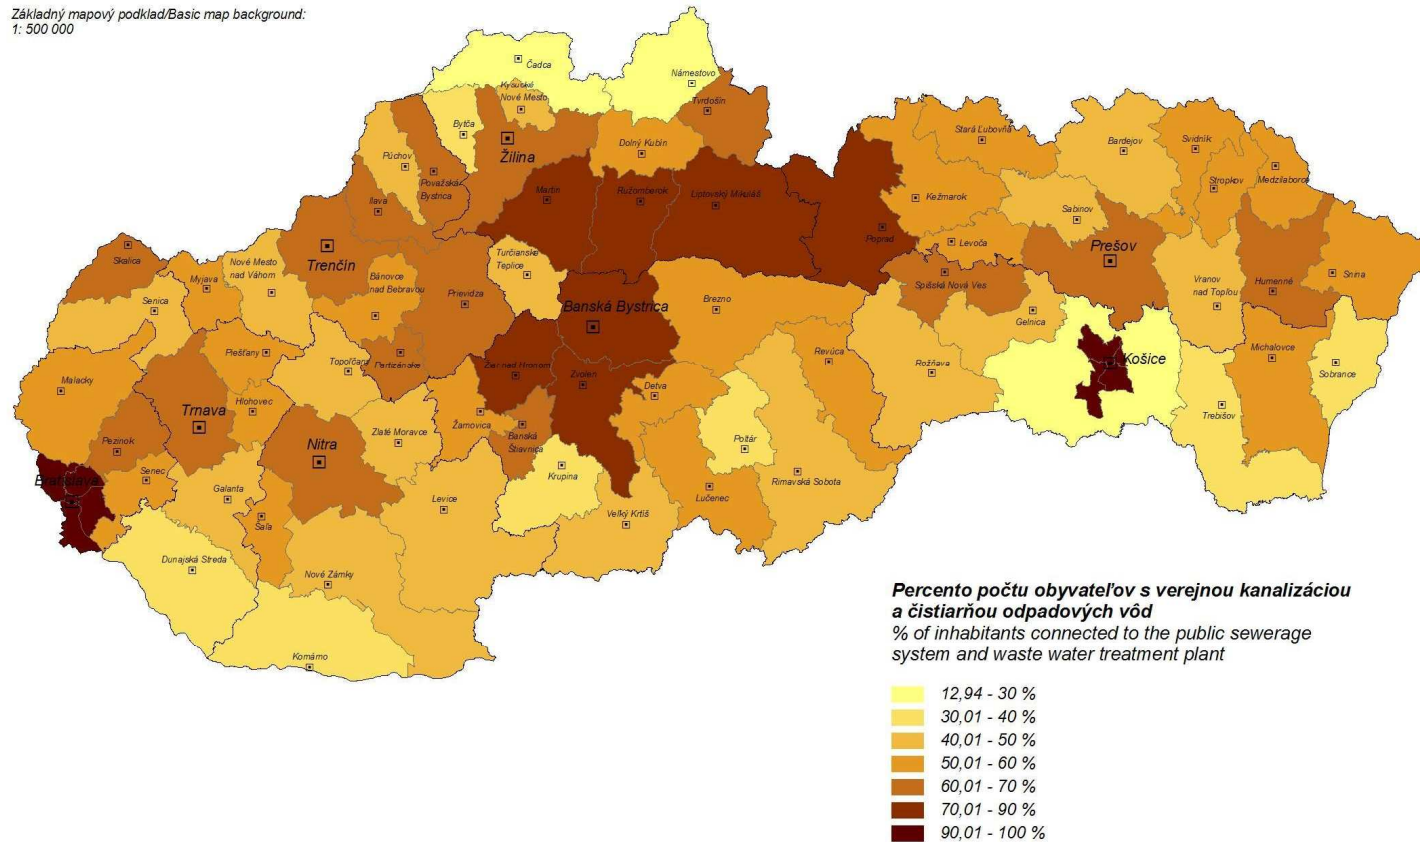 Základný mapový podklad/Basic map background:
1: 500 000
Čadca
Námestovo
Kysucké
Nové Mesto
Tvrdošín
Bytča
Žilina
Dolný Kubín
Stará Ľubovňa
Bardejov
Svidník
Púchov
Považská
Bystrica
Medzilaborce
Stropkov
Ilava
Martin
Ružomberok
Liptovský Mikuláš
Kežmarok
Sabinov
Poprad
Levoča
Prešov
Skalica
Trenčín
Turčianske
Teplice
Nové Mesto
nad Váhom
Myjava
Bánovce
nad Bebravou
Prievidza
Spišská Nová Ves
Vranov
nad Topľou
Humenné
Snina
Senica
Banská Bystrica
Brezno
Gelnica
Piešťany
Topoľčany
Partizánske
Žiar nad Hronom
Zvolen
Revúca
Rožňava
Košice
Michalovce
Sobrance
Malacky
Detva
Trnava
Hlohovec
Trebišov
Pezinok
Nitra
Zlaté Moravce
Žarnovica
Banská
Štiavnica
Poltár
Senec
Bratislava
Galanta
Krupina
Rimavská Sobota
Levice
Lučenec
Šaľa
Veľký Krtíš
Dunajská Streda
Nové Zámky
Komárno
Percento počtu obyvateľov s verejnou kanalizáciou
a čistiarňou odpadových vôd
% of inhabitants connected to the public sewerage
system and waste water treatment plant
12,94 - 30 %
30,01 - 40 %
40,01 - 50 %
50,01 - 60 %
60,01 - 70 %
70,01 - 90 %
90,01 - 100 %